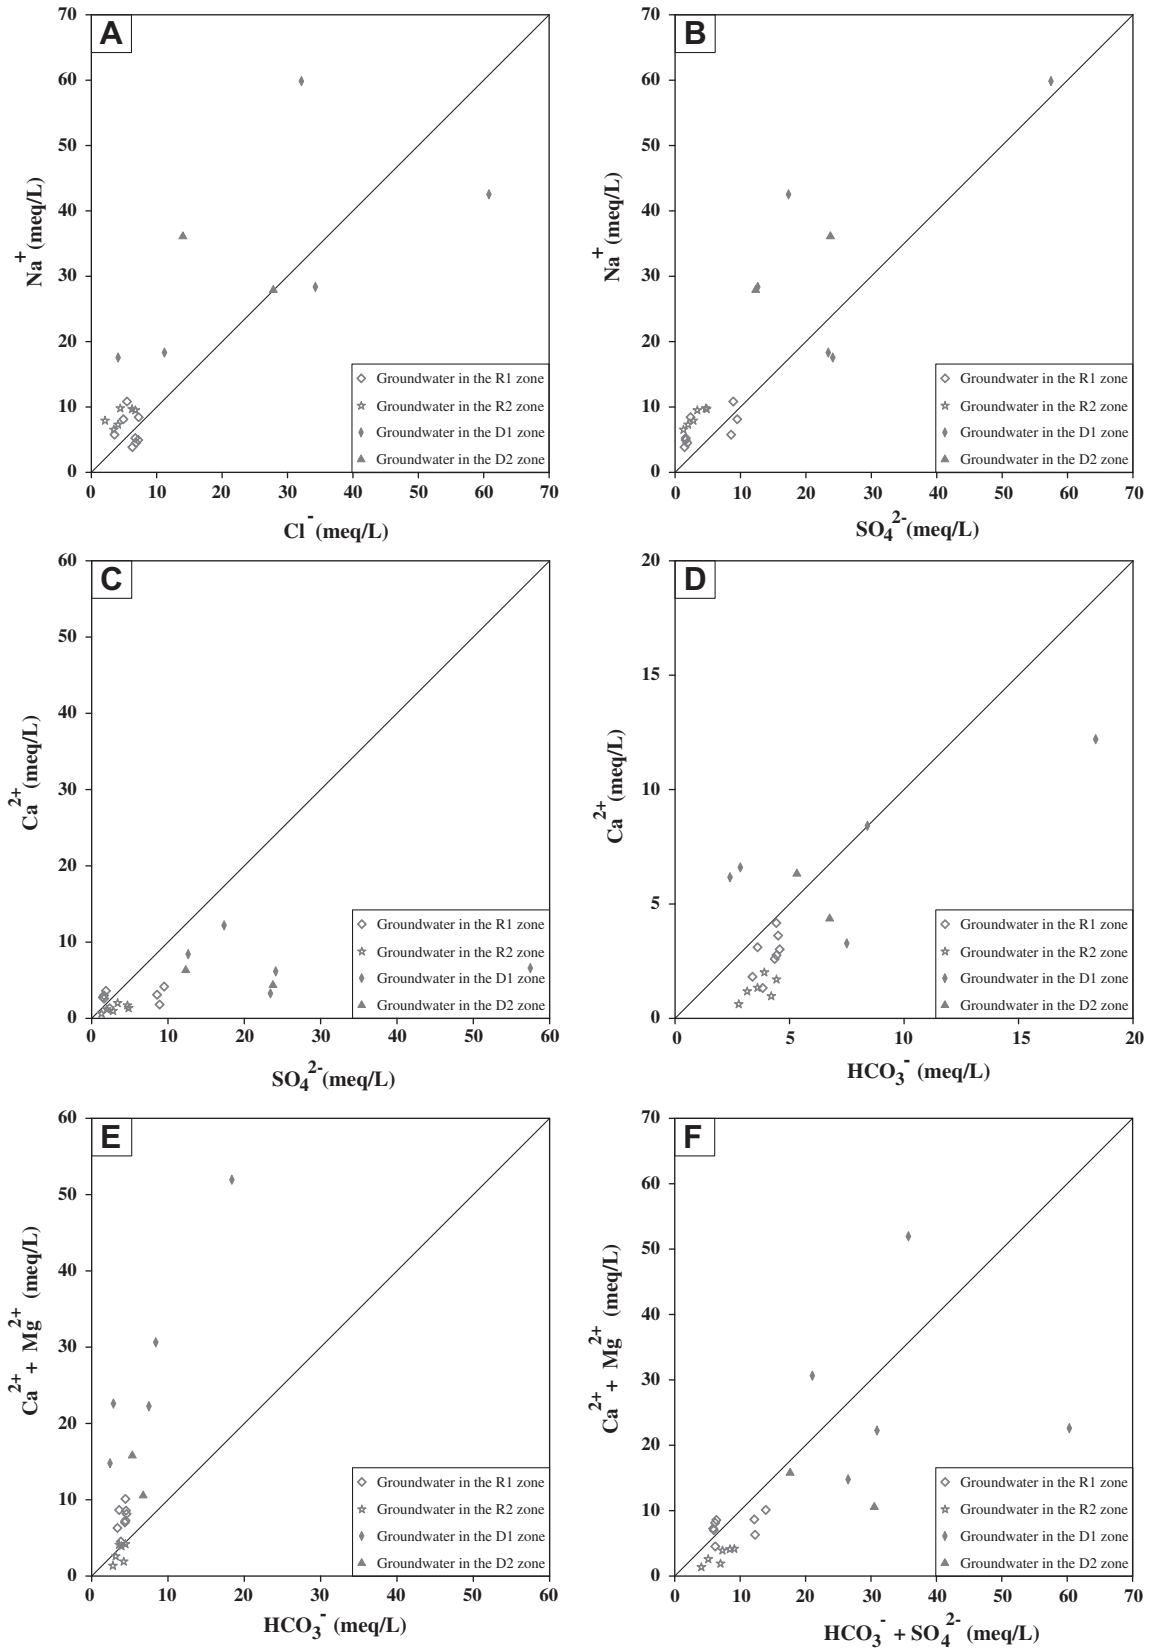 A
70
60
50
40
30
20
10
0
Na+ (meq/L)
0 10 20 30 40 50 60 70
Cl- (meq/L)
Groundwater in the R1 zone
Groundwater in the R2 zone
Groundwater in the D1 zone
Groundwater in the D2 zone
B
70
60
50
40
30
20
10
0
Na+ (meq/L)
0 10 20 30 40 50 60 70
SO4 2- (meq/L)
Groundwater in the R1 zone
Groundwater in the R2 zone
Groundwater in the D1 zone
Groundwater in the D2 zone
C
60
50
40
30
20
10
0
Ca2+ (meq/L)
0 10 20 30 40 50 60
SO4 2- (meq/L)
Groundwater in the R1 zone
Groundwater in the R2 zone
Groundwater in the D1 zone
Groundwater in the D2 zone
D
20
15
10
5
0
Ca2+ (meq/L)
0 5 10 15 20
HCO3- (meq/L)
Groundwater in the R1 zone
Groundwater in the R2 zone
Groundwater in the D1 zone
Groundwater in the D2 zone
E
60
50
40
30
20
10
0
Ca2+ + Mg2+ (meq/L)
0 10 20 30 40 50 60
HCO3- (meq/L)
Groundwater in the R1 zone
Groundwater in the R2 zone
Groundwater in the D1 zone
Groundwater in the D2 zone
F
70
60
50
40
30
20
10
0
Ca2+ + Mg2+ (meq/L)
0 10 20 30 40 50 60 70
HCO3- + SO4 2- (meq/L)
Groundwater in the R1 zone
Groundwater in the R2 zone
Groundwater in the D1 zone
Groundwater in the D2 zone